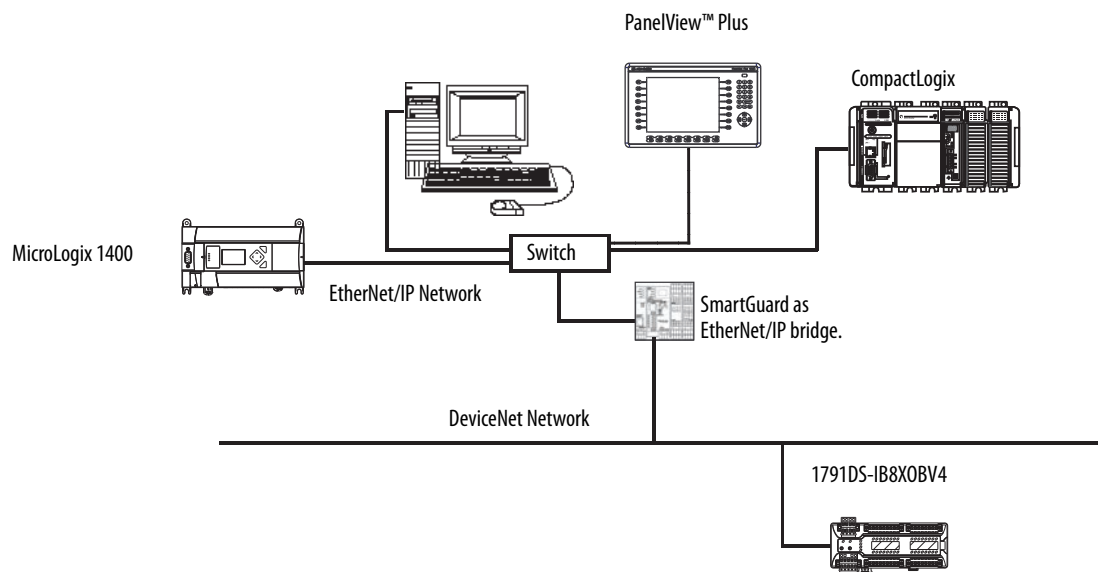 PanelView™ Plus
CompactLogix
MicroLogix 1400
Switch
EtherNet/IP Network
SmartGuard as
EtherNet/IP bridge.
DeviceNet Network
1791DS-IB8XOBV4